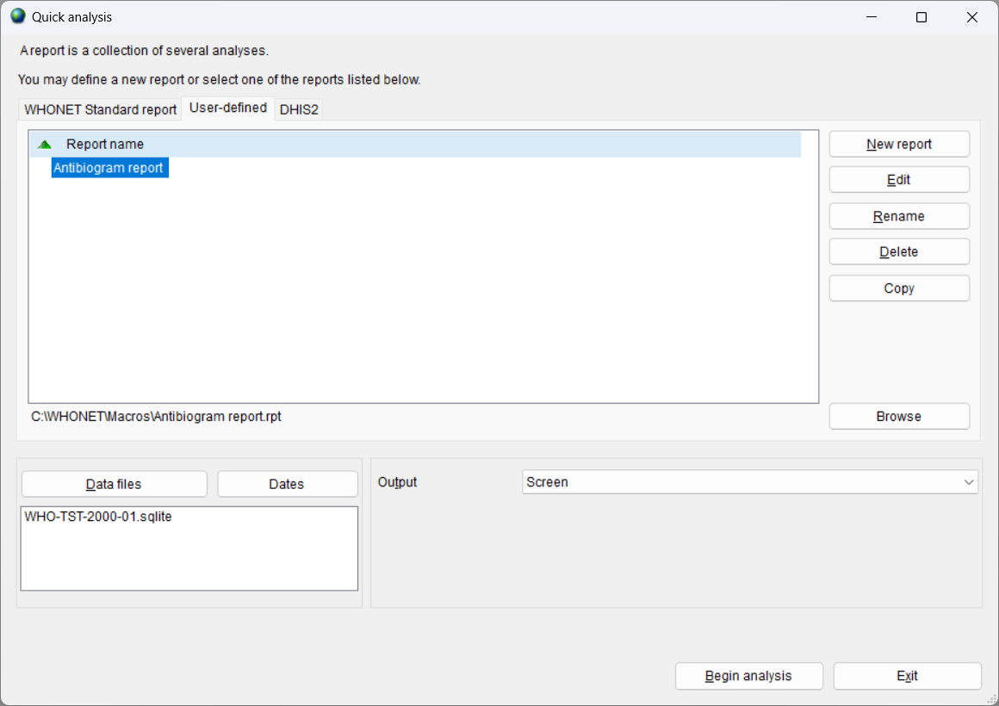 Quick analysis
A report is a collection of several analyses.
You may define a new report or select one of the reports listed below.
WHONET Standard report User-defined DHIS2
Report name
Antibiogram report
New report
Edit
Rename
Delete
Copy
C:\WHONET\Macros\Antibiogram report.rpt
Browse
Data files Dates
WHO-TST-2000-01.sqlite
Output Screen
Begin analysis Exit